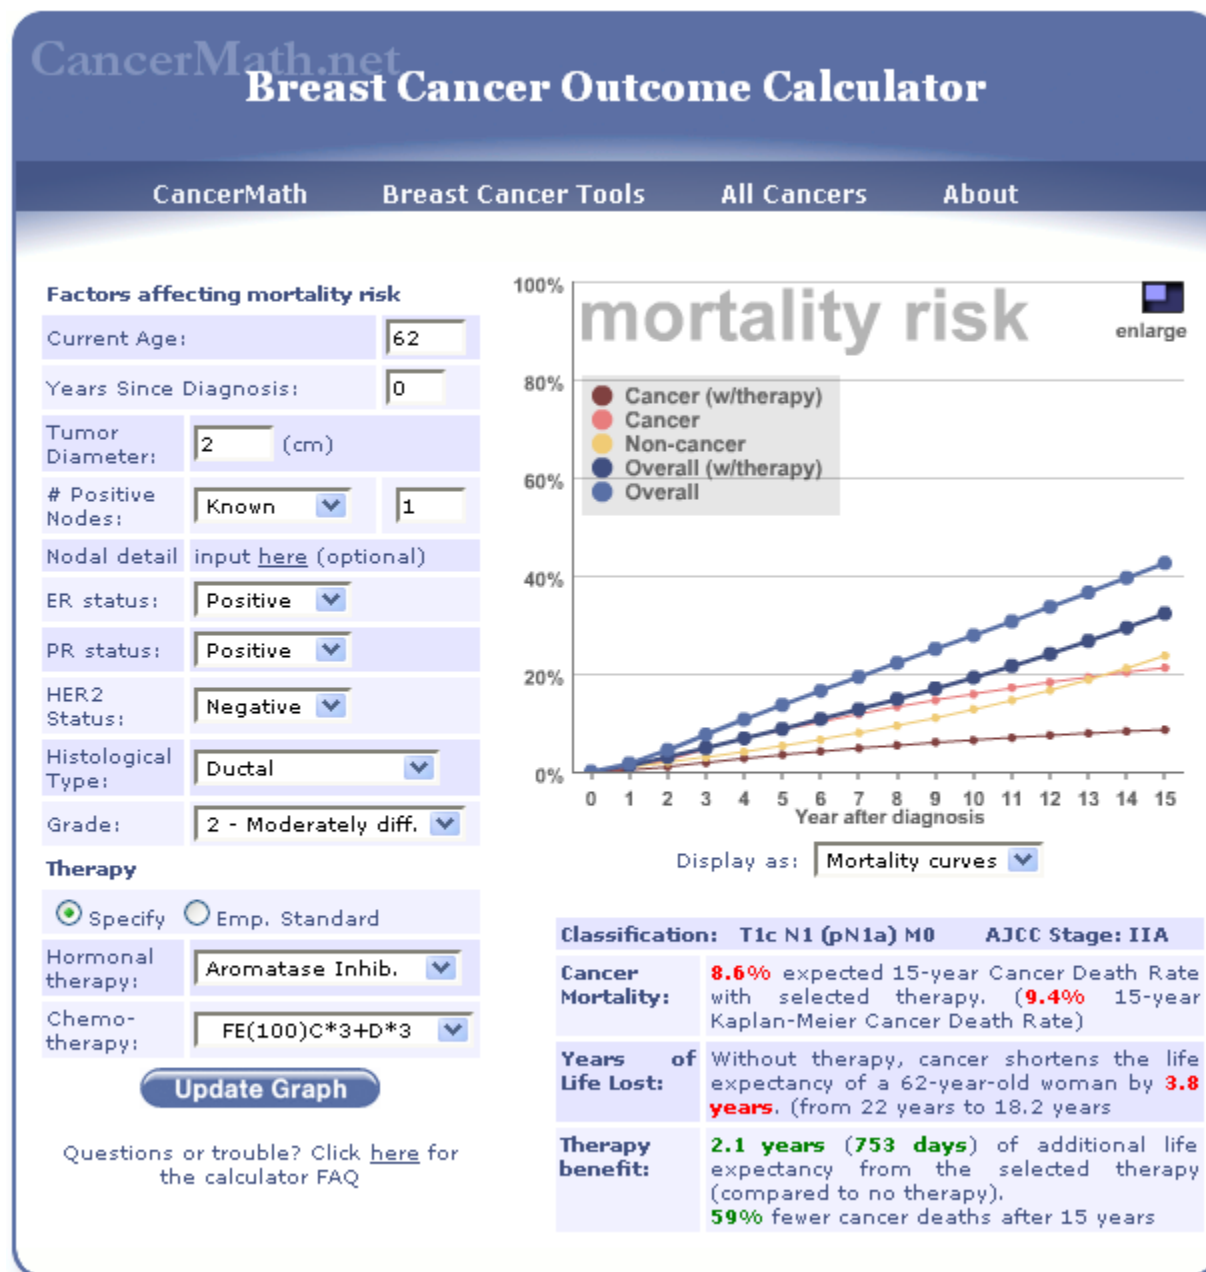 CancerMath.net
Breast Cancer Outcome Calculator
CancerMath Breast Cancer Tools All Cancers About
Factors affecting mortality risk
Current Age: 62
Years Since Diagnosis: 0
Tumor
Diameter: 2 (cm)
# Positive
Nodes: Known 1
Nodal detail input here (optional)
ER status: Positive
PR status: Positive
HER2
Status: Negative
Histological
Type: Ductal
Grade: 2 - Moderately diff.
Therapy
Specify Emp. Standard
Hormonal
therapy: Aromatase Inhib.
Chemo-
therapy: FE(100)C*3+D*3
Update Graph
Questions or trouble? Click here for
the calculator FAQ
mortality risk
enlarge
100%
80%
60%
40%
20%
0%
Cancer (w/therapy)
Cancer
Non-cancer
Overall (w/therapy)
Overall
0 1 2 3 4 5 6 7 8 9 10 11 12 13 14 15
Year after diagnosis
Display as: Mortality curves
Classification: T1c N1 (pN1a) M0 AJCC Stage: IIA
Cancer
Mortality:
8.6% expected 15-year Cancer Death Rate
with selected therapy. (9.4% 15-year
Kaplan-Meier Cancer Death Rate)
Years of
Life Lost:
Without therapy, cancer shortens the life
expectancy of a 62-year-old woman by 3.8
years. (from 22 years to 18.2 years
Therapy
benefit:
2.1 years (753 days) of additional life
expectancy from the selected therapy
(compared to no therapy).
59% fewer cancer deaths after 15 years